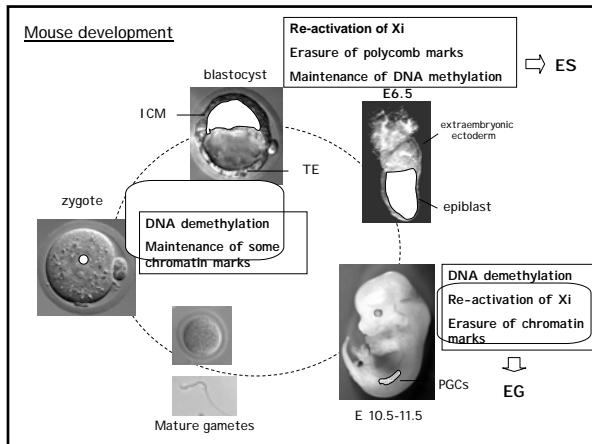 Mouse development
Re-activation of Xi
Erasure of polycomb marks
Maintenance of DNA methylation
ES
blastocyst
E6.5
ICM
extraembryonic
ectoderm
TE
zygote
epiblast
DNA demethylation
Maintenance of some
chromatin marks
DNA demethylation
Re-activation of Xi
Erasure of chromatin
marks
PGCs
EG
Mature gametes
E 10.5-11.5